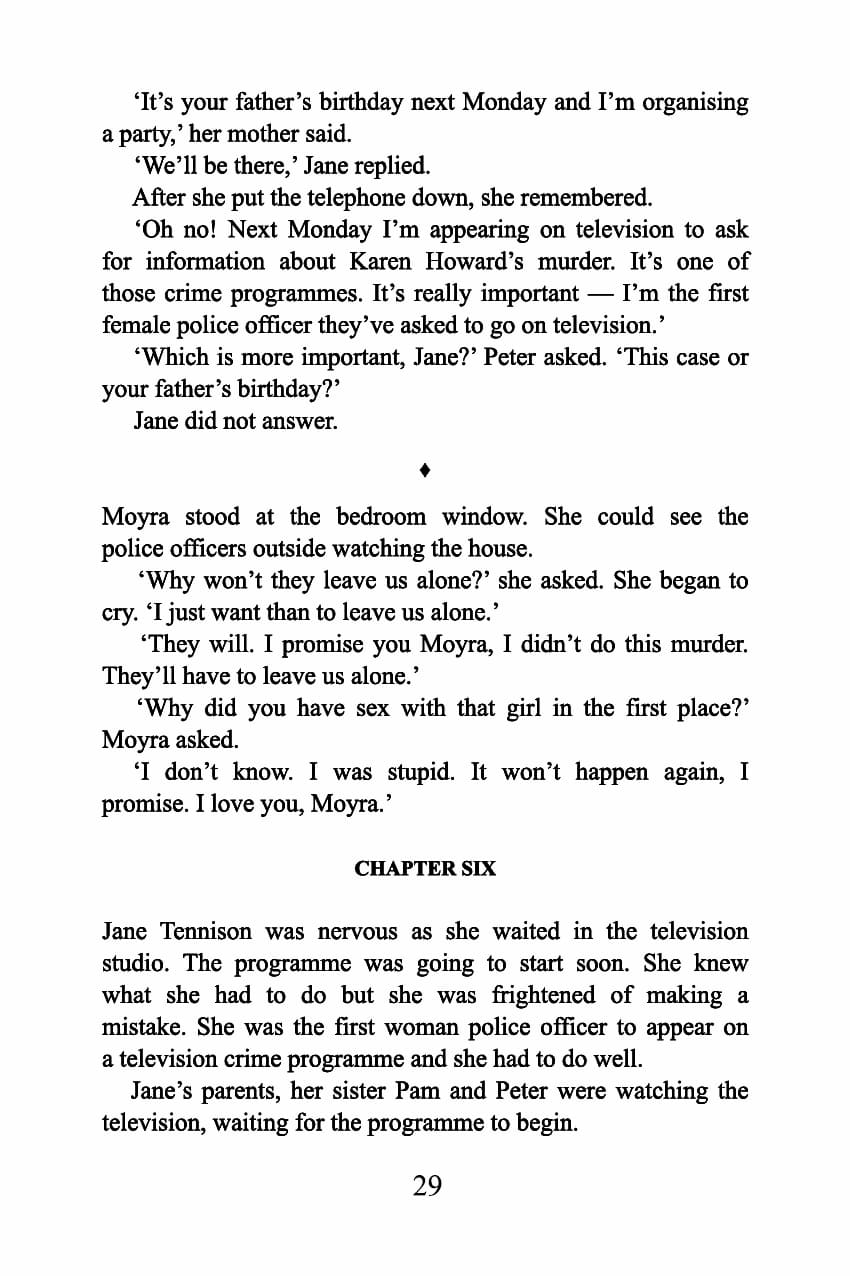 ‘It’s your father’s birthday next Monday and I’m organising
a party,’ her mother said.
‘We’ll be there,’ Jane replied.
After she put the telephone down, she remembered.
‘Oh no! Next Monday I’m appearing on television to ask
for information about Karen Howard’s murder. It’s one of
those crime programmes. It’s really important — I’m the first
female police officer they’ve asked to go on television.’
‘Which is more important, Jane?’ Peter asked. ‘This case or
your father’s birthday?’
Jane did not answer.
♦
Moyra stood at the bedroom window. She could see the
police officers outside watching the house.
‘Why won’t they leave us alone?’ she asked. She began to
cry. ‘I just want than to leave us alone.’
‘They will. I promise you Moyra, I didn’t do this murder.
They’ll have to leave us alone.’
‘Why did you have sex with that girl in the first place?’
Moyra asked.
‘I don’t know. I was stupid. It won’t happen again, I
promise. I love you, Moyra.’
CHAPTER SIX
Jane Tennison was nervous as she waited in the television
studio. The programme was going to start soon. She knew
what she had to do but she was frightened of making a
mistake. She was the first woman police officer to appear on
a television crime programme and she had to do well.
Jane’s parents, her sister Pam and Peter were watching the
television, waiting for the programme to begin.
29